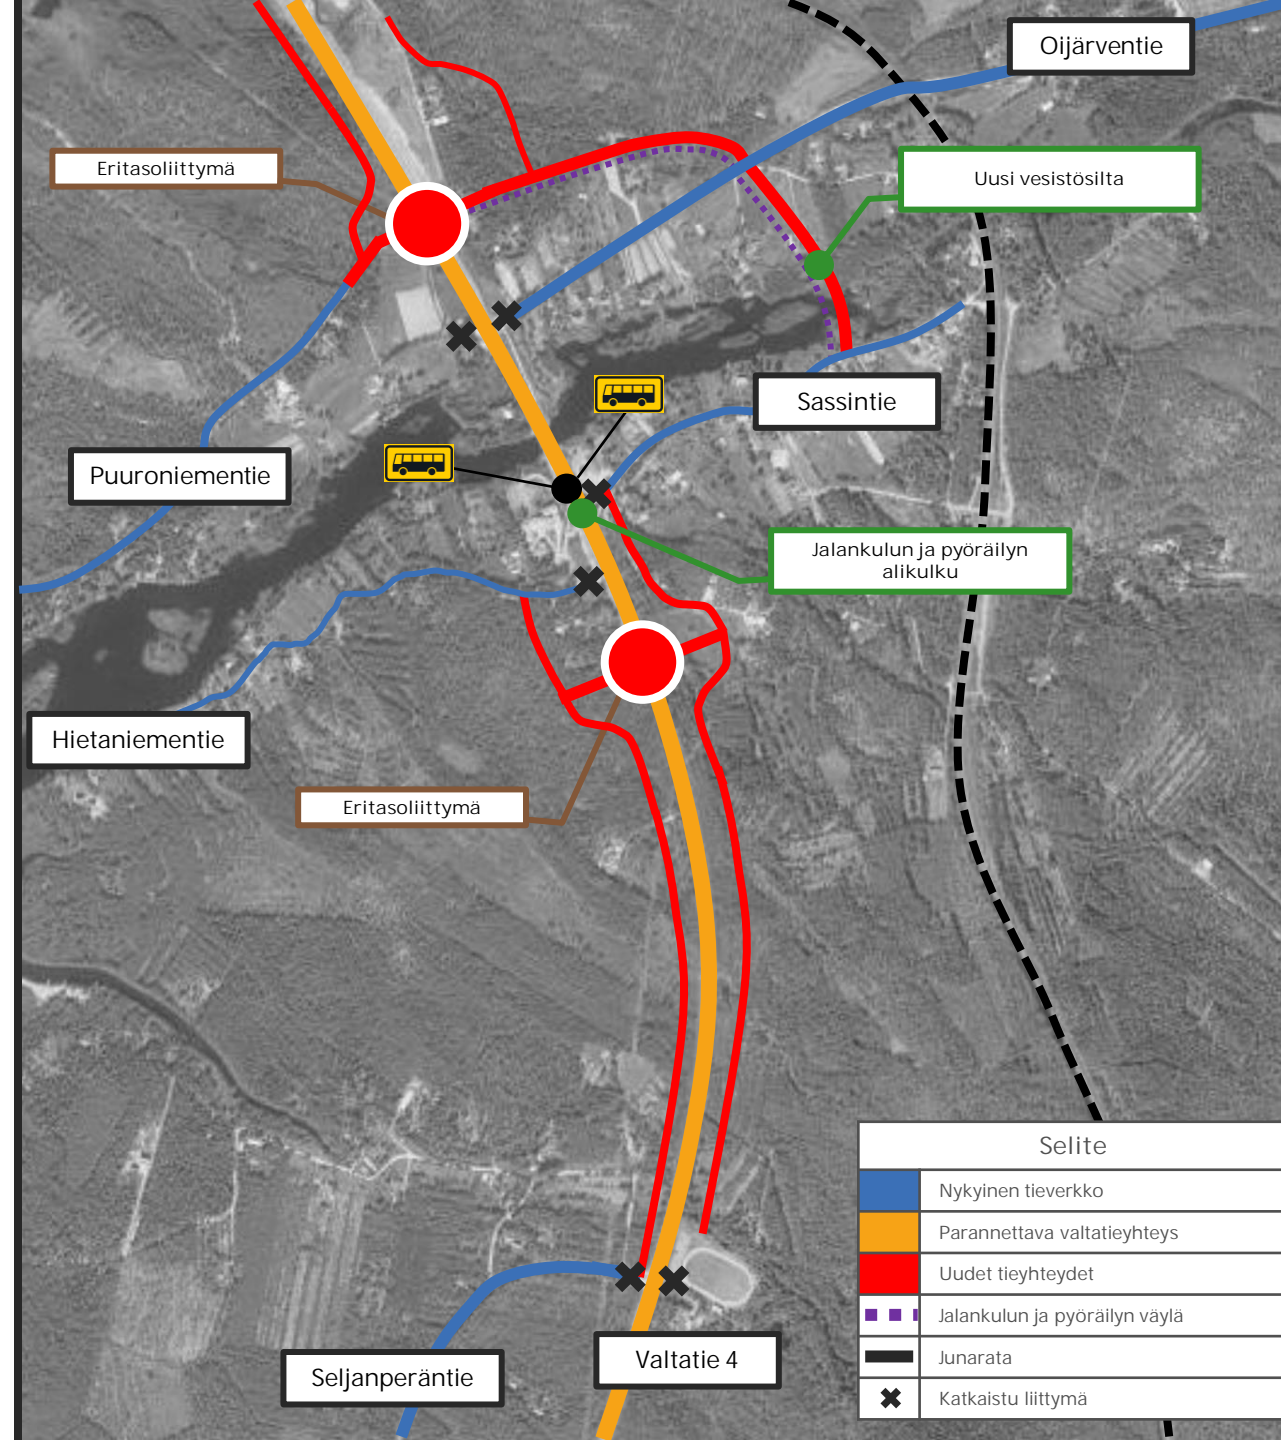 Oijärventie
Eritasoliittymä
Uusi vesistösilta
Sassintie
Puuroniementie
Jalankulun ja pyöräilyn
alikulku
Hietaniementie
Eritasoliittymä
Selite
Nykyinen tieverkko
Parannettava valtatieyhteys
Uudet tieyhteydet
Jalankulun ja pyöräilyn väylä
Junarata
Katkaistu liittymä
Valtatie 4
Seljanperäntie